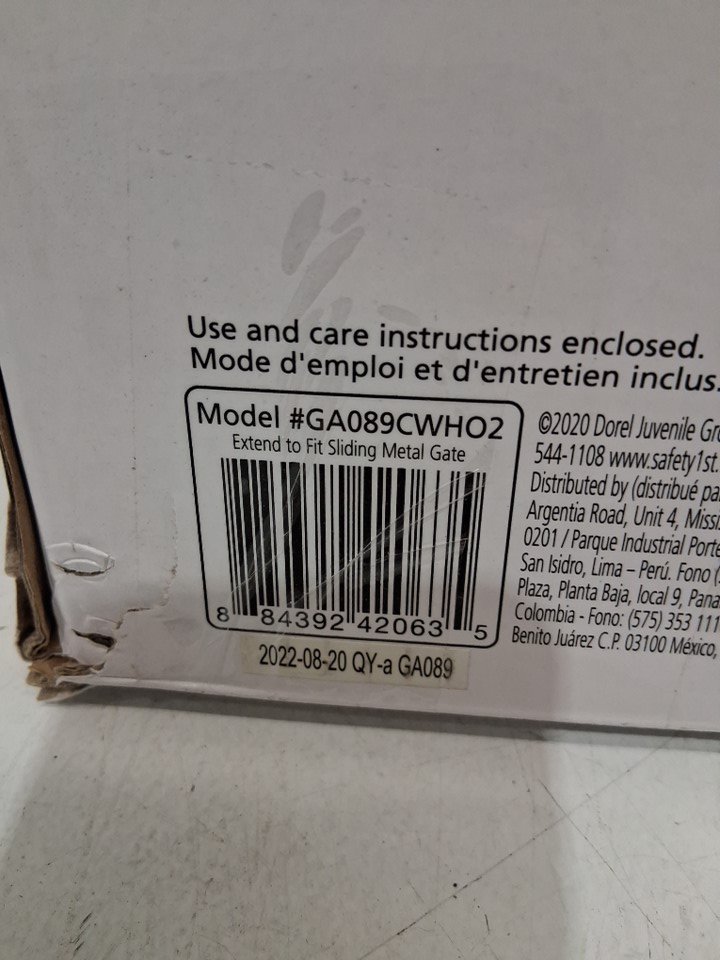 Use and care instructions enclosed.
Mode d'emploi et d'entretien inclus.
Model #GA089CWHO2
Extend to Fit Sliding Metal Gate
8 84392 42063 5
2022-08-20 QY-a GA089
©2020 Dorel Juvenile
544-1108 www.safety1st.
Distributed by (distribué
Argentia Road, Unit 4,
0201 / Parque Industrial
San Isidro, Lima – Perú. Fono
Plaza, Planta Baja, local 9,
Colombia - Fono: (575) 353 111
Benito Juárez C.P. 03100 México,